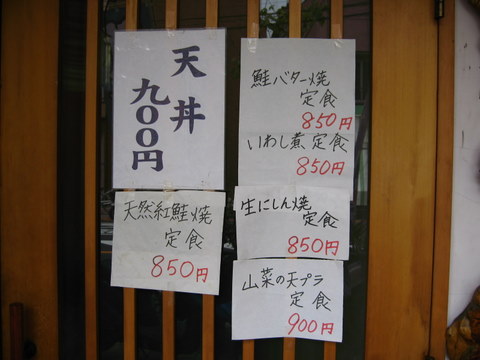 天丼
九〇〇円
天然紅鮭焼
定食
850円
鮭バター焼
定食
850円
いわし煮定食
850円
生にしん焼
定食
850円
山菜の天プラ
定食
900円